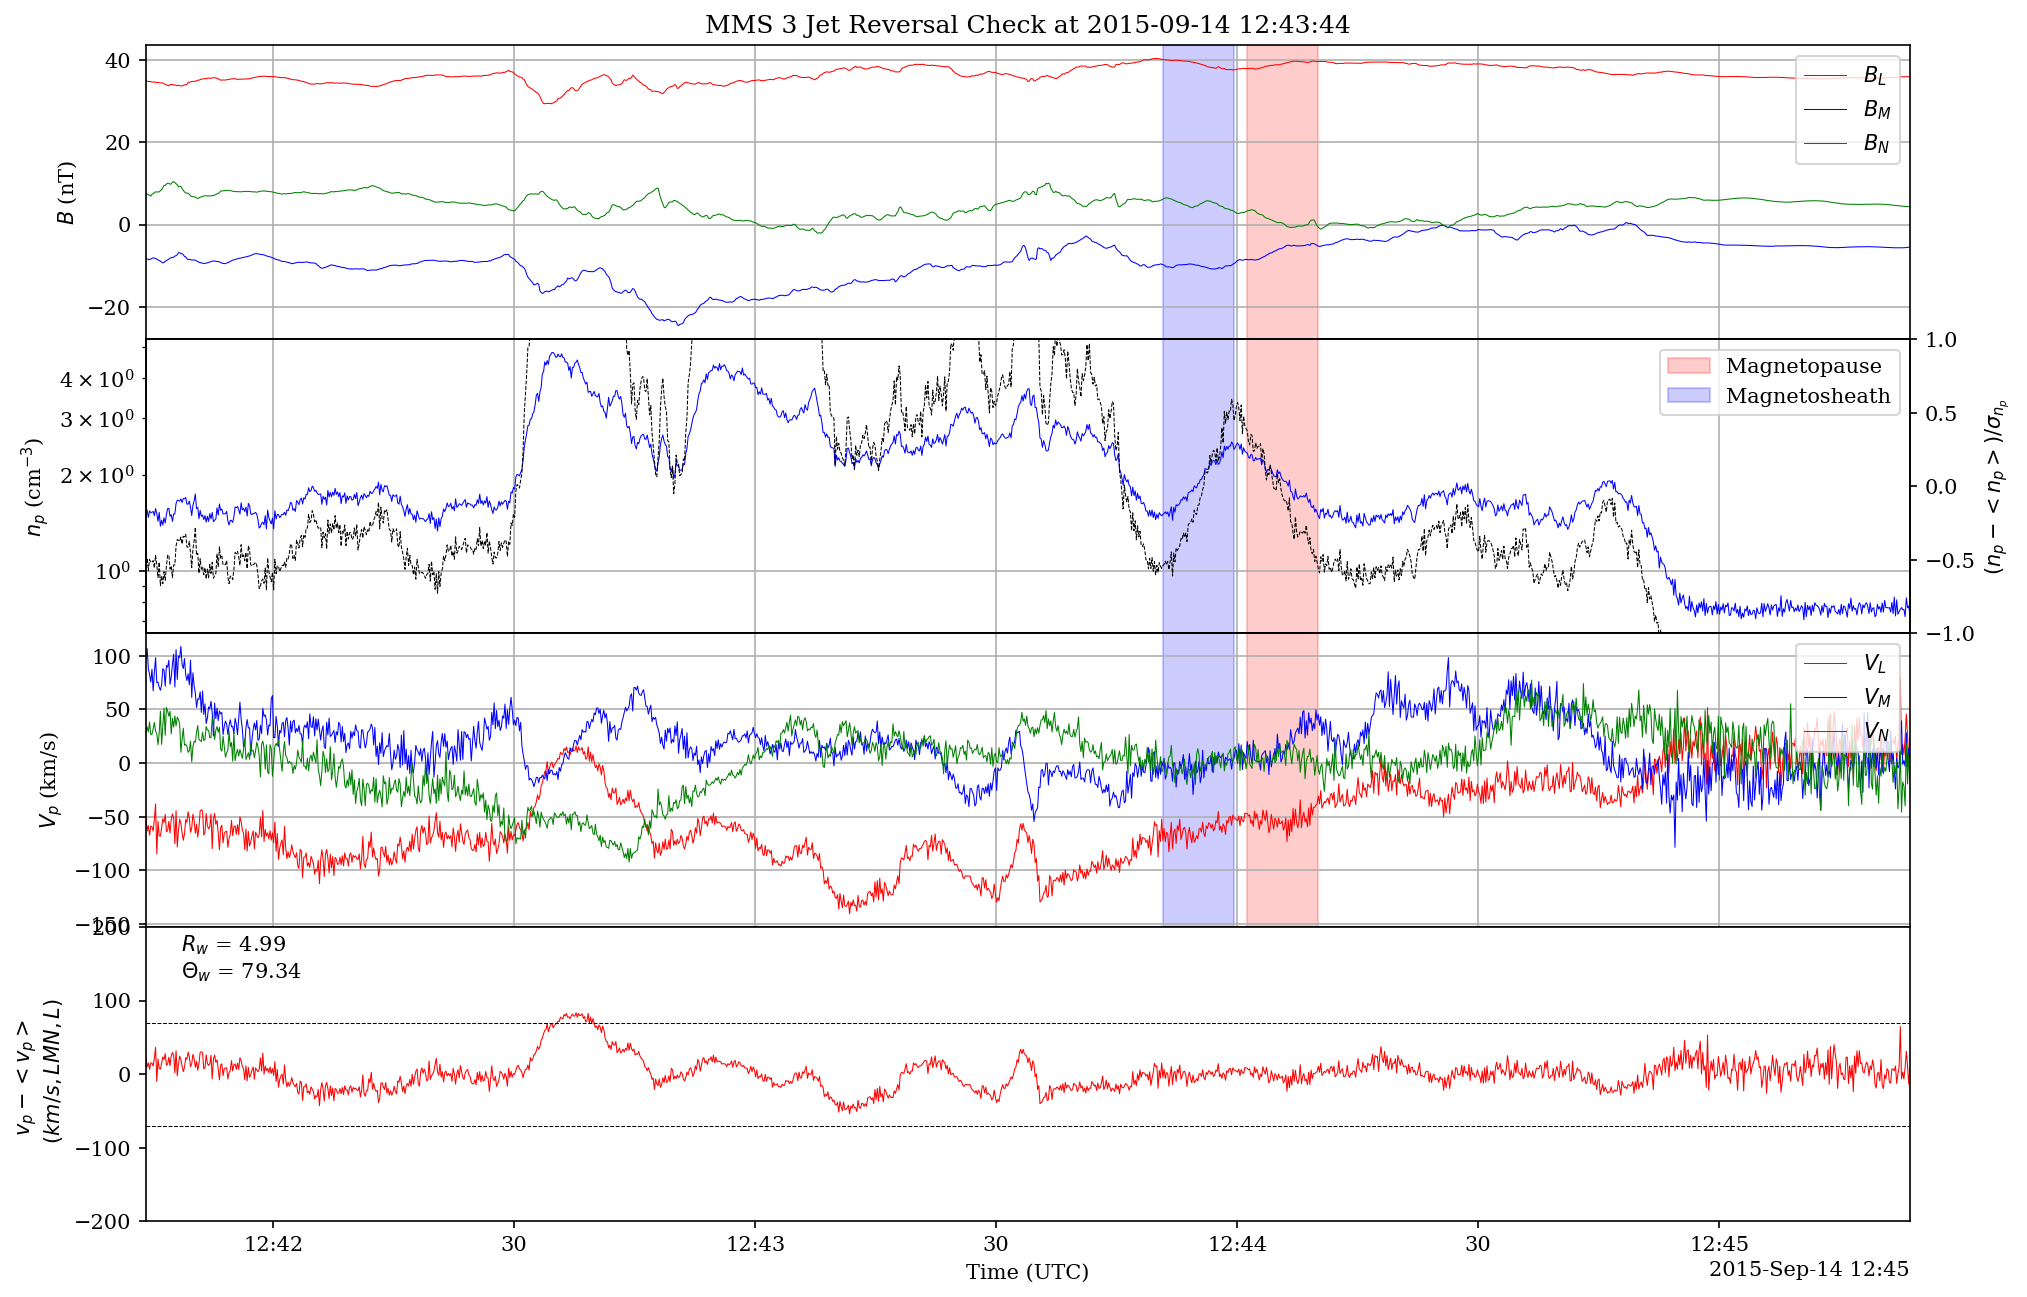 MMS 3 Jet Reversal Check at 2015-09-14 12:43:44
40
20
0
−20
B (nT)
B_L
B_M
B_N
4 × 10^0
3 × 10^0
2 × 10^0
10^0
n_p (cm^−3)
Magnetopause
Magnetosheath
1.0
0.5
0.0
−0.5
−1.0
(n_p − < n_p >)/σ_{n_p}
100
50
0
−50
−100
−150
V_p (km/s)
V_L
V_M
V_N
200
100
0
−100
−200
v_p − < v_p >
(km/s, LMN, L)
R_w = 4.99
Θ_w = 79.34
12:42 30 12:43 30 12:44 30 12:45
Time (UTC)
2015-Sep-14 12:45